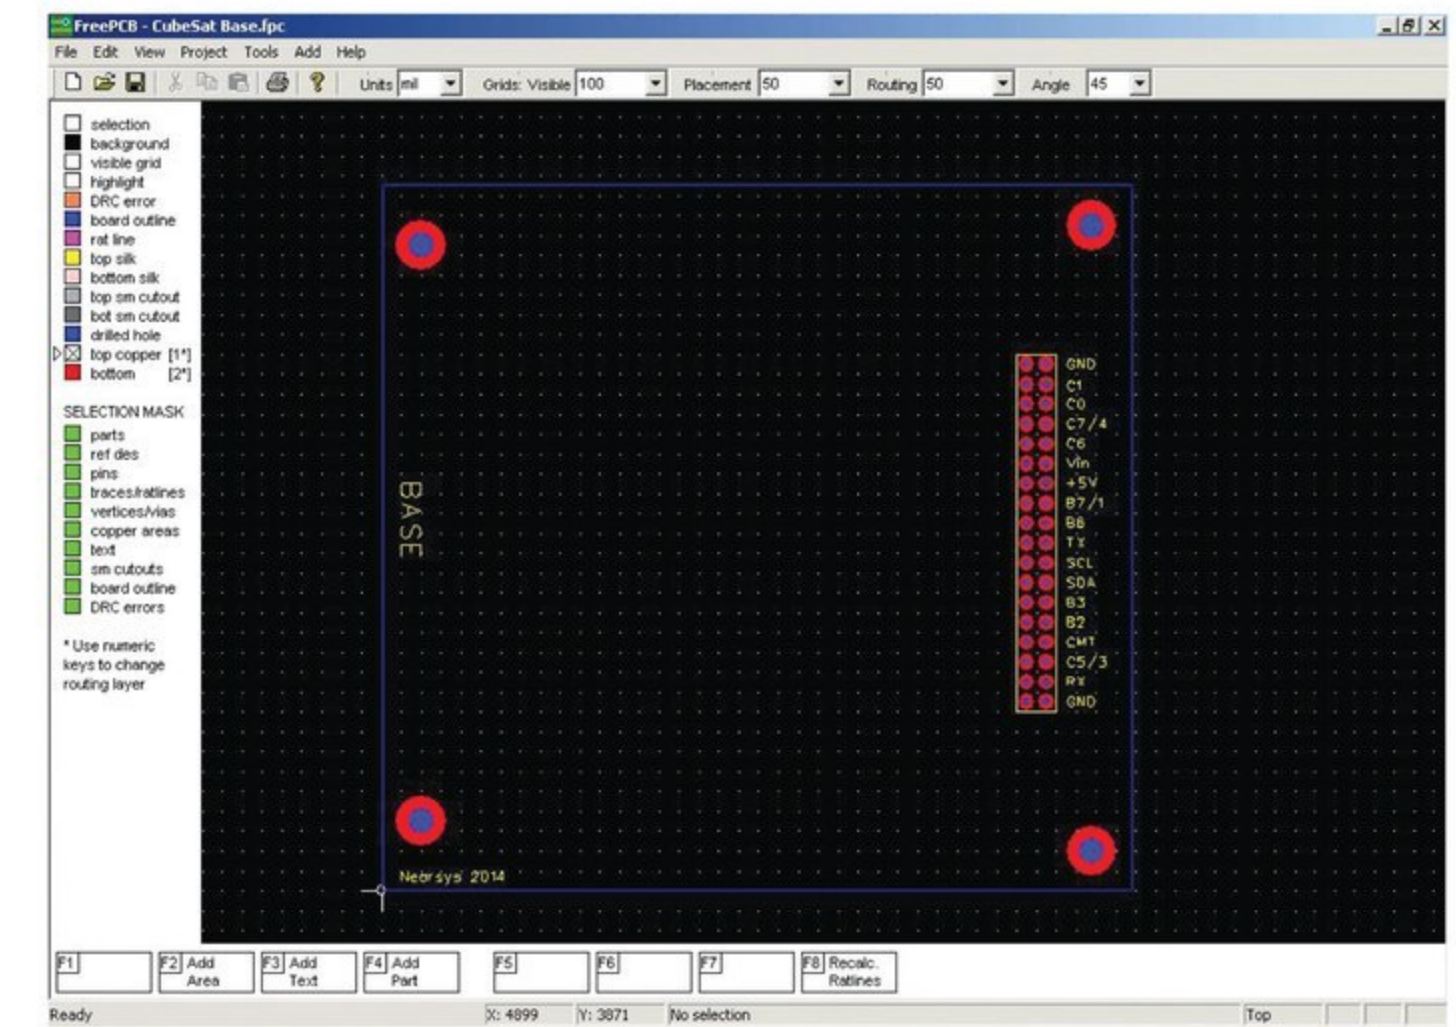 FreePCB - CubeSat Base.fpc
File Edit View Project Tools Add Help
Units mil Grids: Visible 100 Placement 50 Routing 50 Angle 45
selection
background
visible grid
highlight
DRC error
board outline
rat line
top silk
bottom silk
top sm cutout
bot sm cutout
drilled hole
top copper [1*]
bottom [2*]
SELECTION MASK
parts
ref des
pins
traces/ratlines
vertices/vias
copper areas
text
sm cutouts
board outline
DRC errors
* Use numeric
keys to change
routing layer
BASE
GND
C1
C0
C7/4
C6
Vin
+5V
B7/1
B6
TX
SCL
SDA
B3
B2
CMT
C5/3
RX
GND
Nearsys 2014
F1
F2 Add
Area
F3 Add
Text
F4 Add
Part
F5
F6
F7
F8 Recalc.
Ratlines
Ready X: 4899 Y: 3871 No selection Top